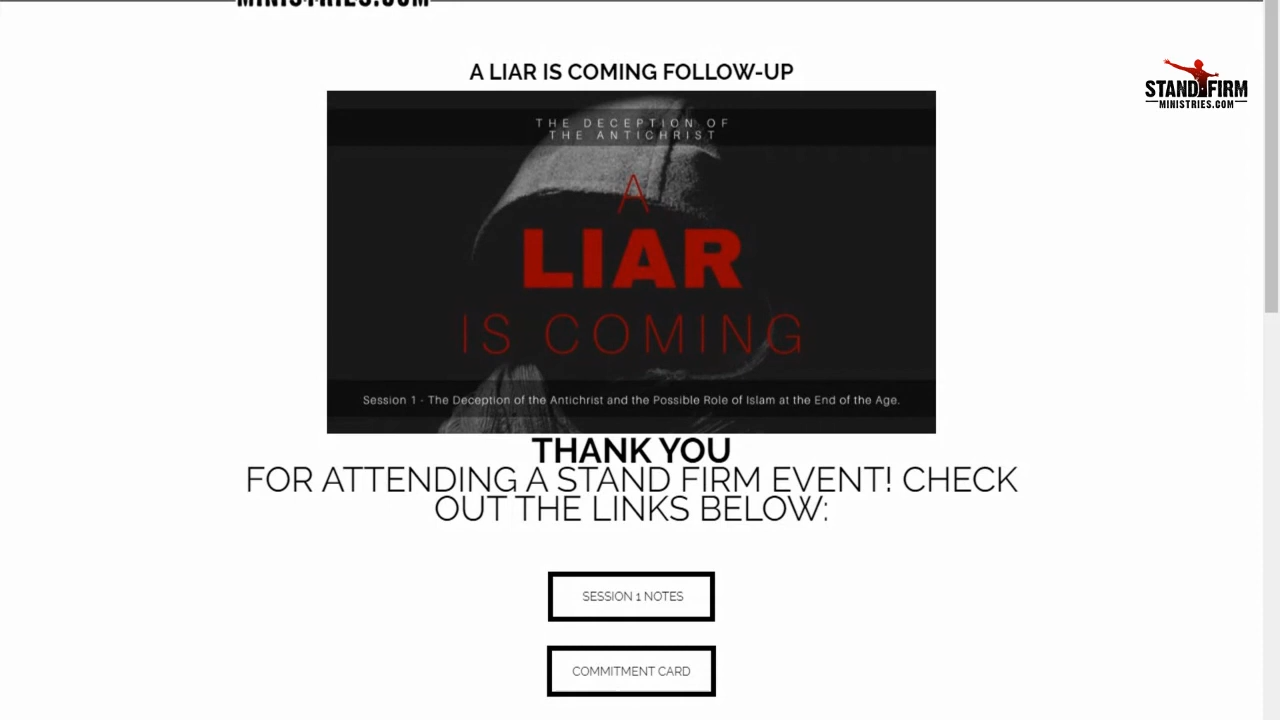 MINISTRIES.COM
A LIAR IS COMING FOLLOW-UP
STAND FIRM
MINISTRIES.COM
THE DECEPTION OF
THE ANTICHRIST
A
LIAR
IS COMING
Session 1 - The Deception of the Antichrist and the Possible Role of Islam at the End of the Age.
THANK YOU
FOR ATTENDING A STAND FIRM EVENT! CHECK
OUT THE LINKS BELOW:
SESSION 1 NOTES
COMMITMENT CARD